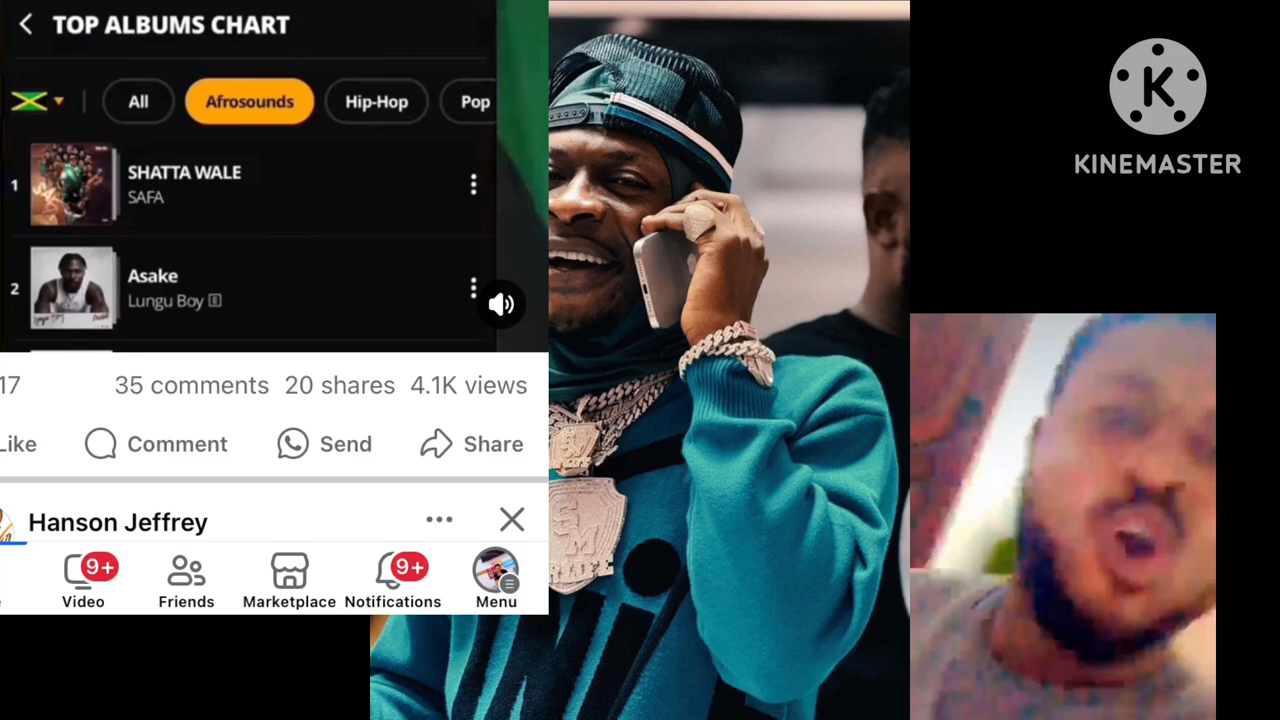 TOP ALBUMS CHART
All
Afrosounds
Hip-Hop
Pop
1
SHATTA WALE
SAFA
2
Asake
Lungu Boy E
17
35 comments 20 shares 4.1K views
Like
Comment
Send
Share
Hanson Jeffrey
9+
9+
Video
Friends
Marketplace
Notifications
Menu
SM
K
KINEMASTER